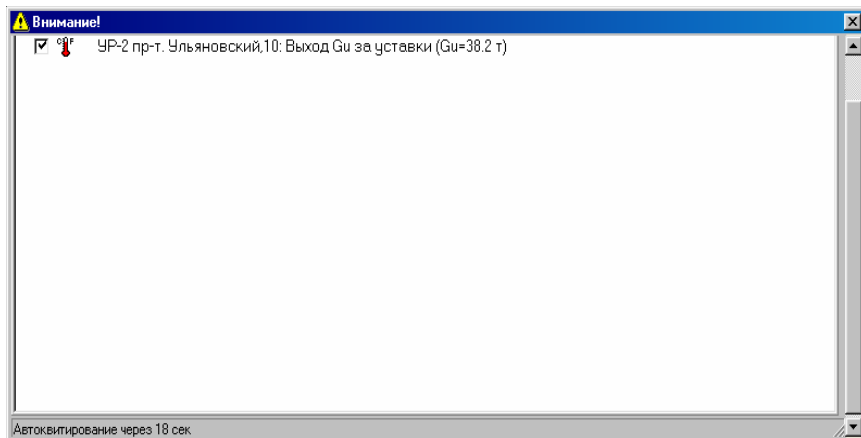 Внимание!
УР-2 пр-т. Ульяновский,10: Выход Gu за уставки (Gu=38.2 т)
Автоквитирование через 18 сек